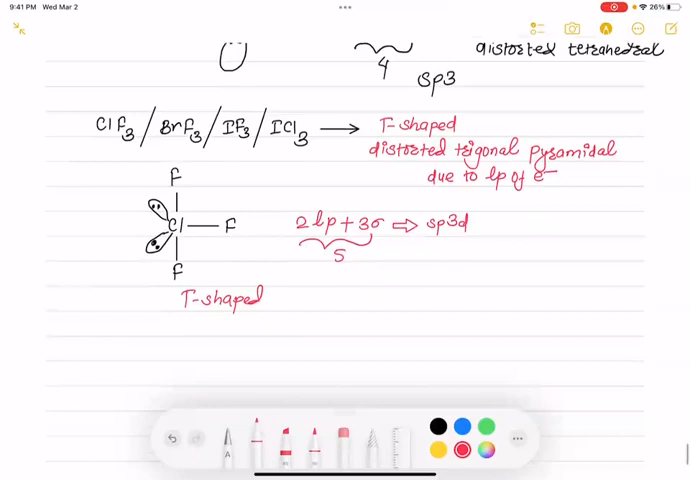 9:41 PM Wed Mar 2
26%
distorted tetrahedral
4
sp3
ClF3 / BrF3 / IF3 / ICl3 → T-shaped
distorted trigonal pyramidal
due to lp of e−
F
Cl — F
F
2lp + 3σ ⇒ sp3d
5
T-shaped
A